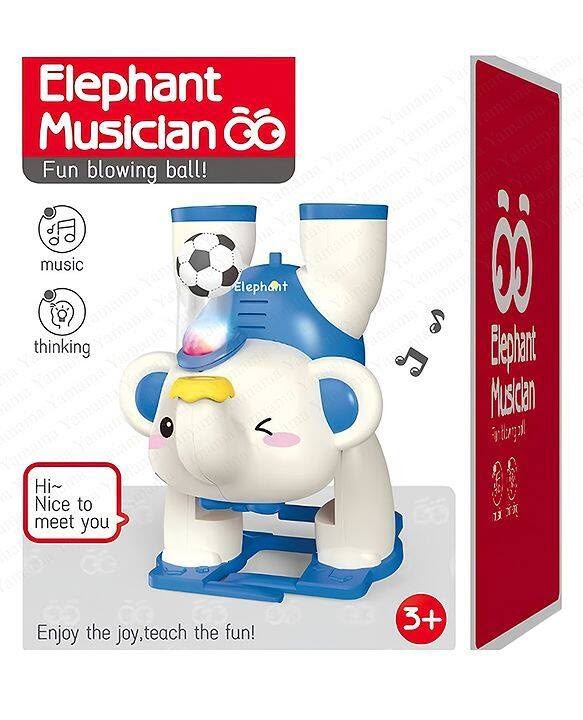 Elephant
Musician
Fun blowing ball!
music
thinking
Elephant
Hi~
Nice to
meet you
Enjoy the joy,teach the fun!
3+
Elephant
Musician
Fun blowing ball
Yamama